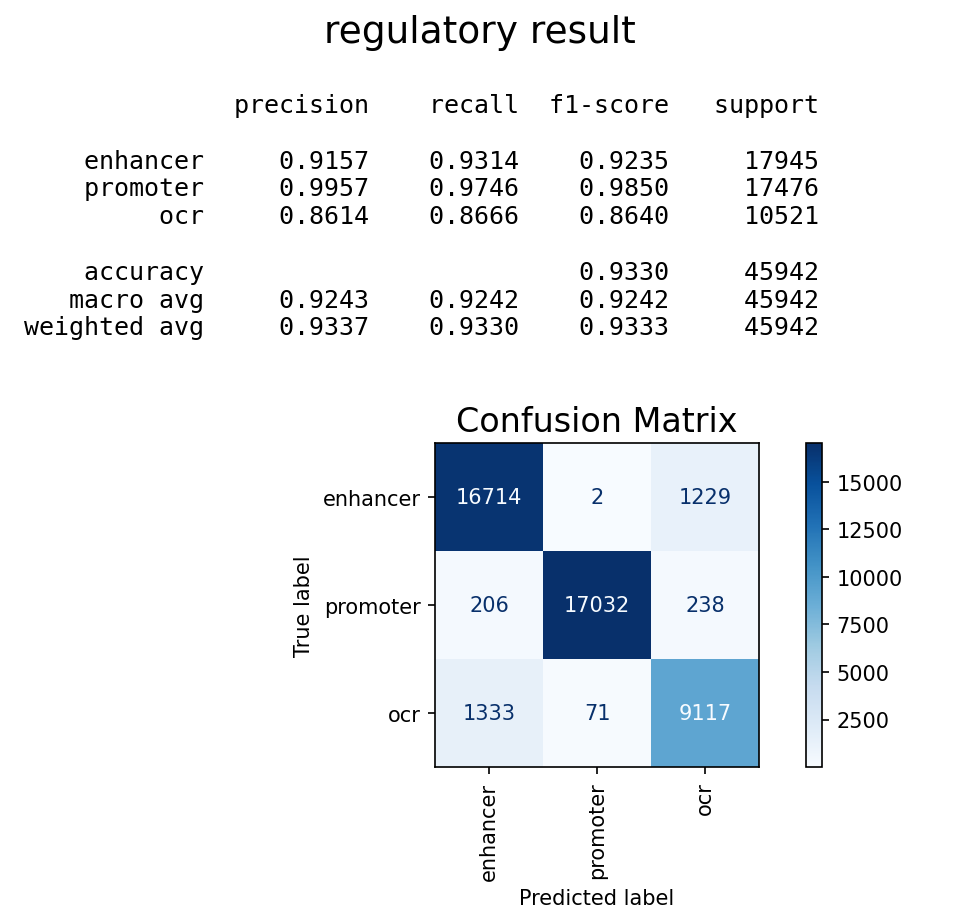 regulatory result
precision recall f1-score support
enhancer 0.9157 0.9314 0.9235 17945
promoter 0.9957 0.9746 0.9850 17476
ocr 0.8614 0.8666 0.8640 10521
accuracy 0.9330 45942
macro avg 0.9243 0.9242 0.9242 45942
weighted avg 0.9337 0.9330 0.9333 45942
Confusion Matrix
enhancer 16714 2 1229
promoter 206 17032 238
ocr 1333 71 9117
True label
enhancer promoter ocr
Predicted label
15000
12500
10000
7500
5000
2500